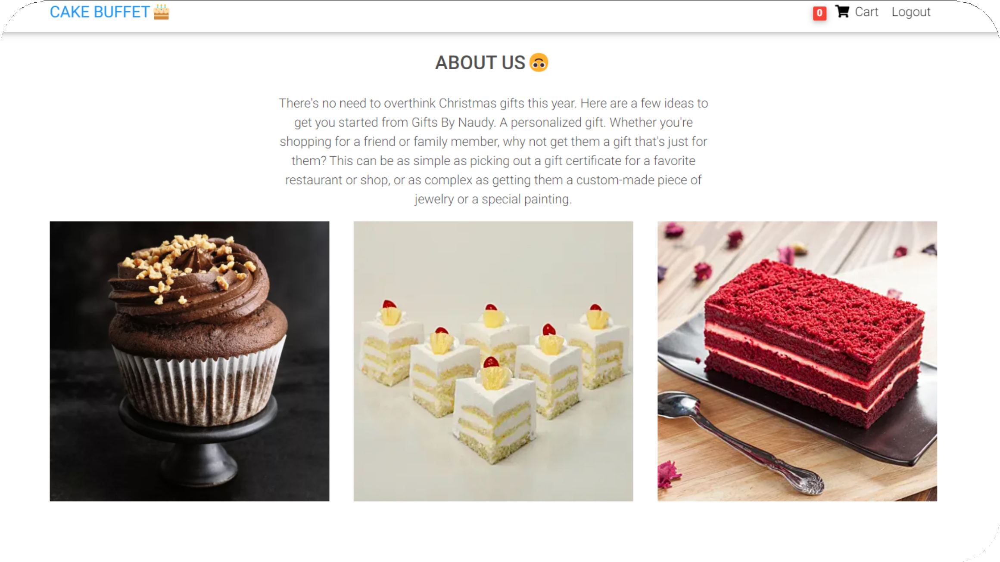 CAKE BUFFET🎂
0 Cart Logout
ABOUT US🙃
There's no need to overthink Christmas gifts this year. Here are a few ideas to
get you started from Gifts By Naudy. A personalized gift. Whether you're
shopping for a friend or family member, why not get them a gift that's just for
them? This can be as simple as picking out a gift certificate for a favorite
restaurant or shop, or as complex as getting them a custom-made piece of
jewelry or a special painting.